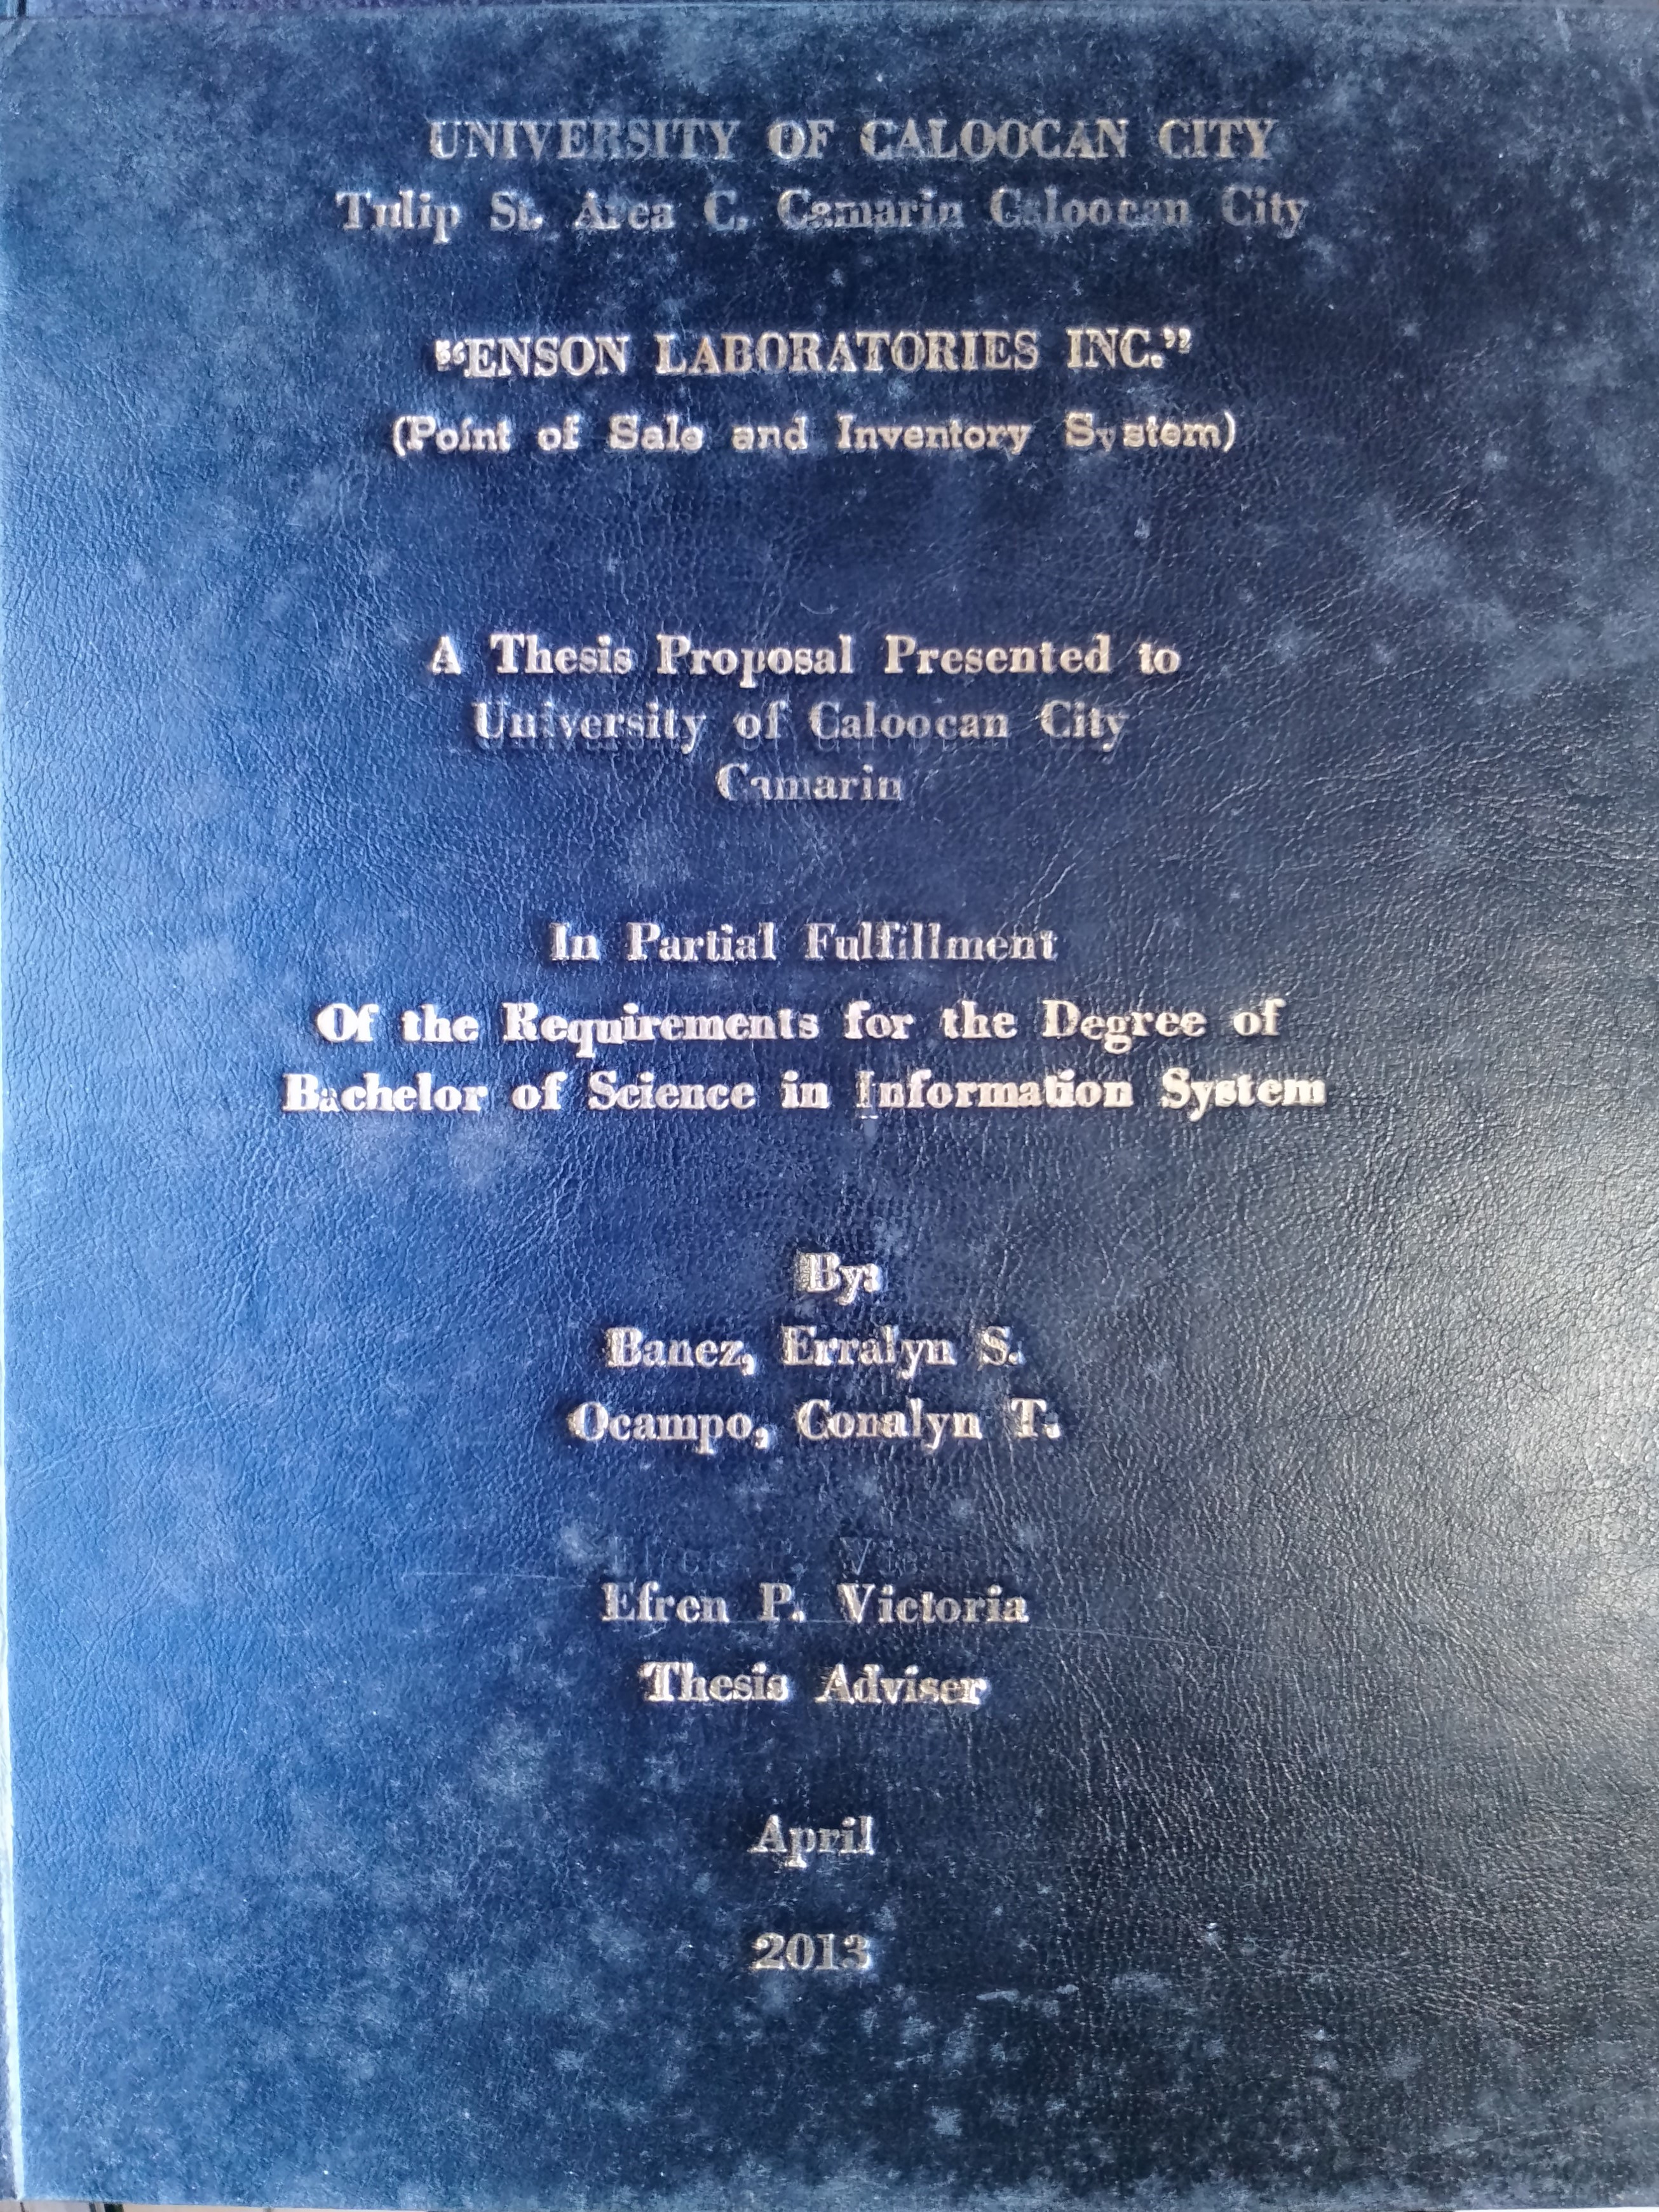 UNIVERSITY OF CALOOCAN CITY
Tulip St. Area C. Camarin Caloocan City
“ENSON LABORATORIES INC.”
(Point of Sale and Inventory System)
A Thesis Proposal Presented to
University of Caloocan City
Camarin
In Partial Fulfillment
Of the Requirements for the Degree of
Bachelor of Science in Information System
By:
Banez, Erralyn S.
Ocampo, Conalyn T.
Efren P. Victoria
Thesis Adviser
April
2013